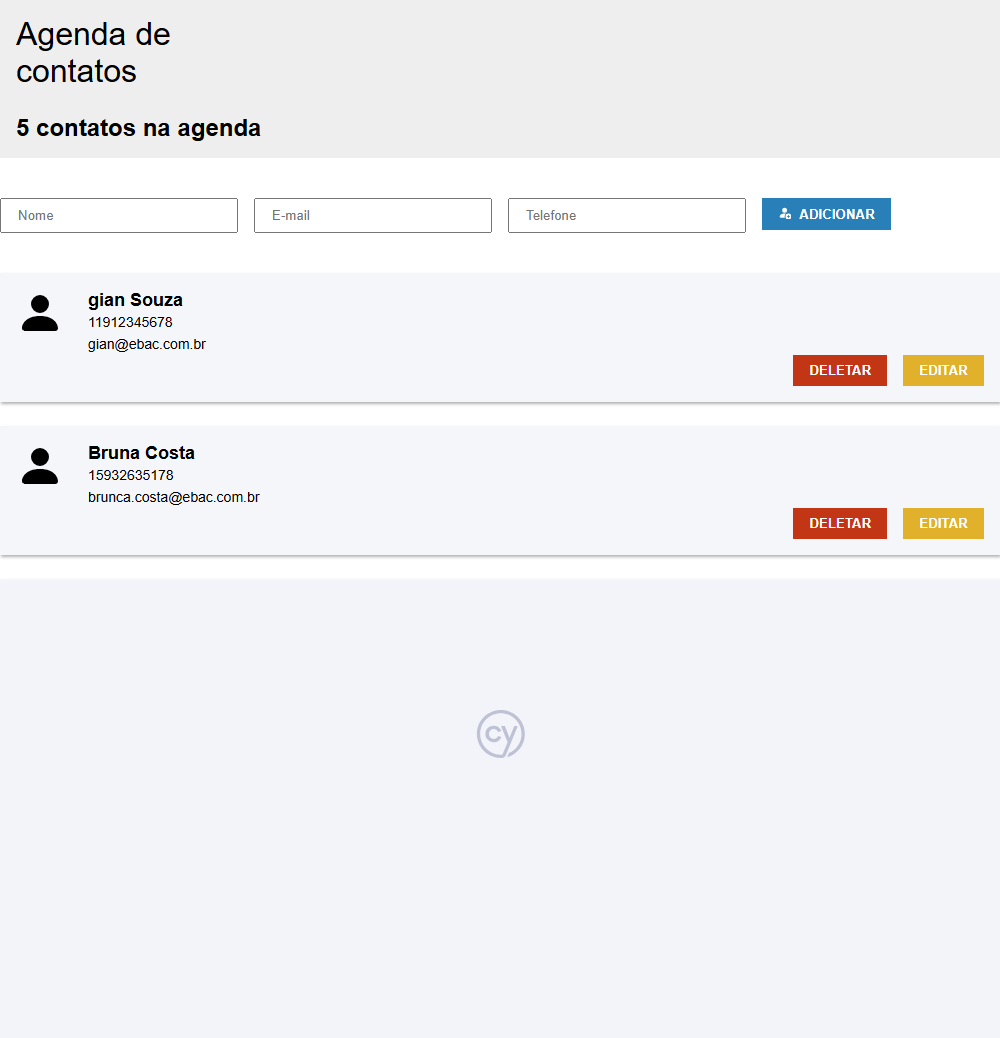 Agenda de
contatos
5 contatos na agenda
Nome
E-mail
Telefone
ADICIONAR
gian Souza
11912345678
gian@ebac.com.br
DELETAR
EDITAR
Bruna Costa
15932635178
brunca.costa@ebac.com.br
DELETAR
EDITAR
cy